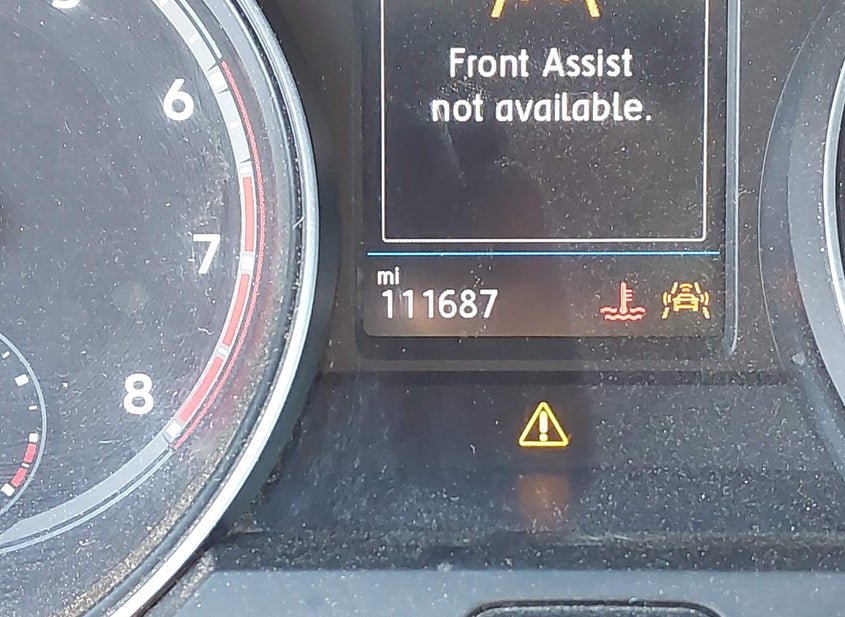 6
7
8
Front Assist
not available.
mi
111687